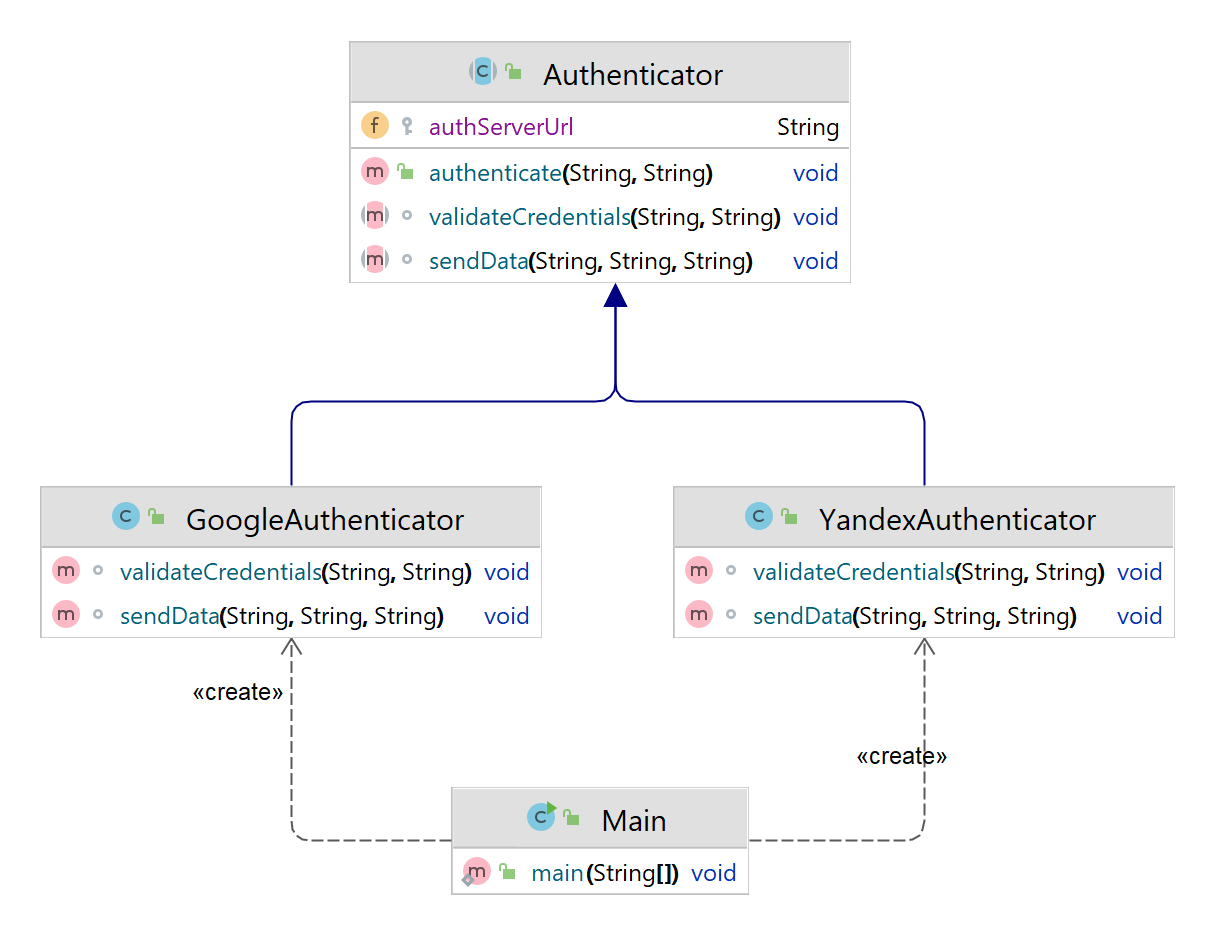 Authenticator
authServerUrl String
authenticate(String, String) void
validateCredentials(String, String) void
sendData(String, String, String) void
GoogleAuthenticator
validateCredentials(String, String) void
sendData(String, String, String) void
YandexAuthenticator
validateCredentials(String, String) void
sendData(String, String, String) void
«create»
«create»
Main
main(String[]) void